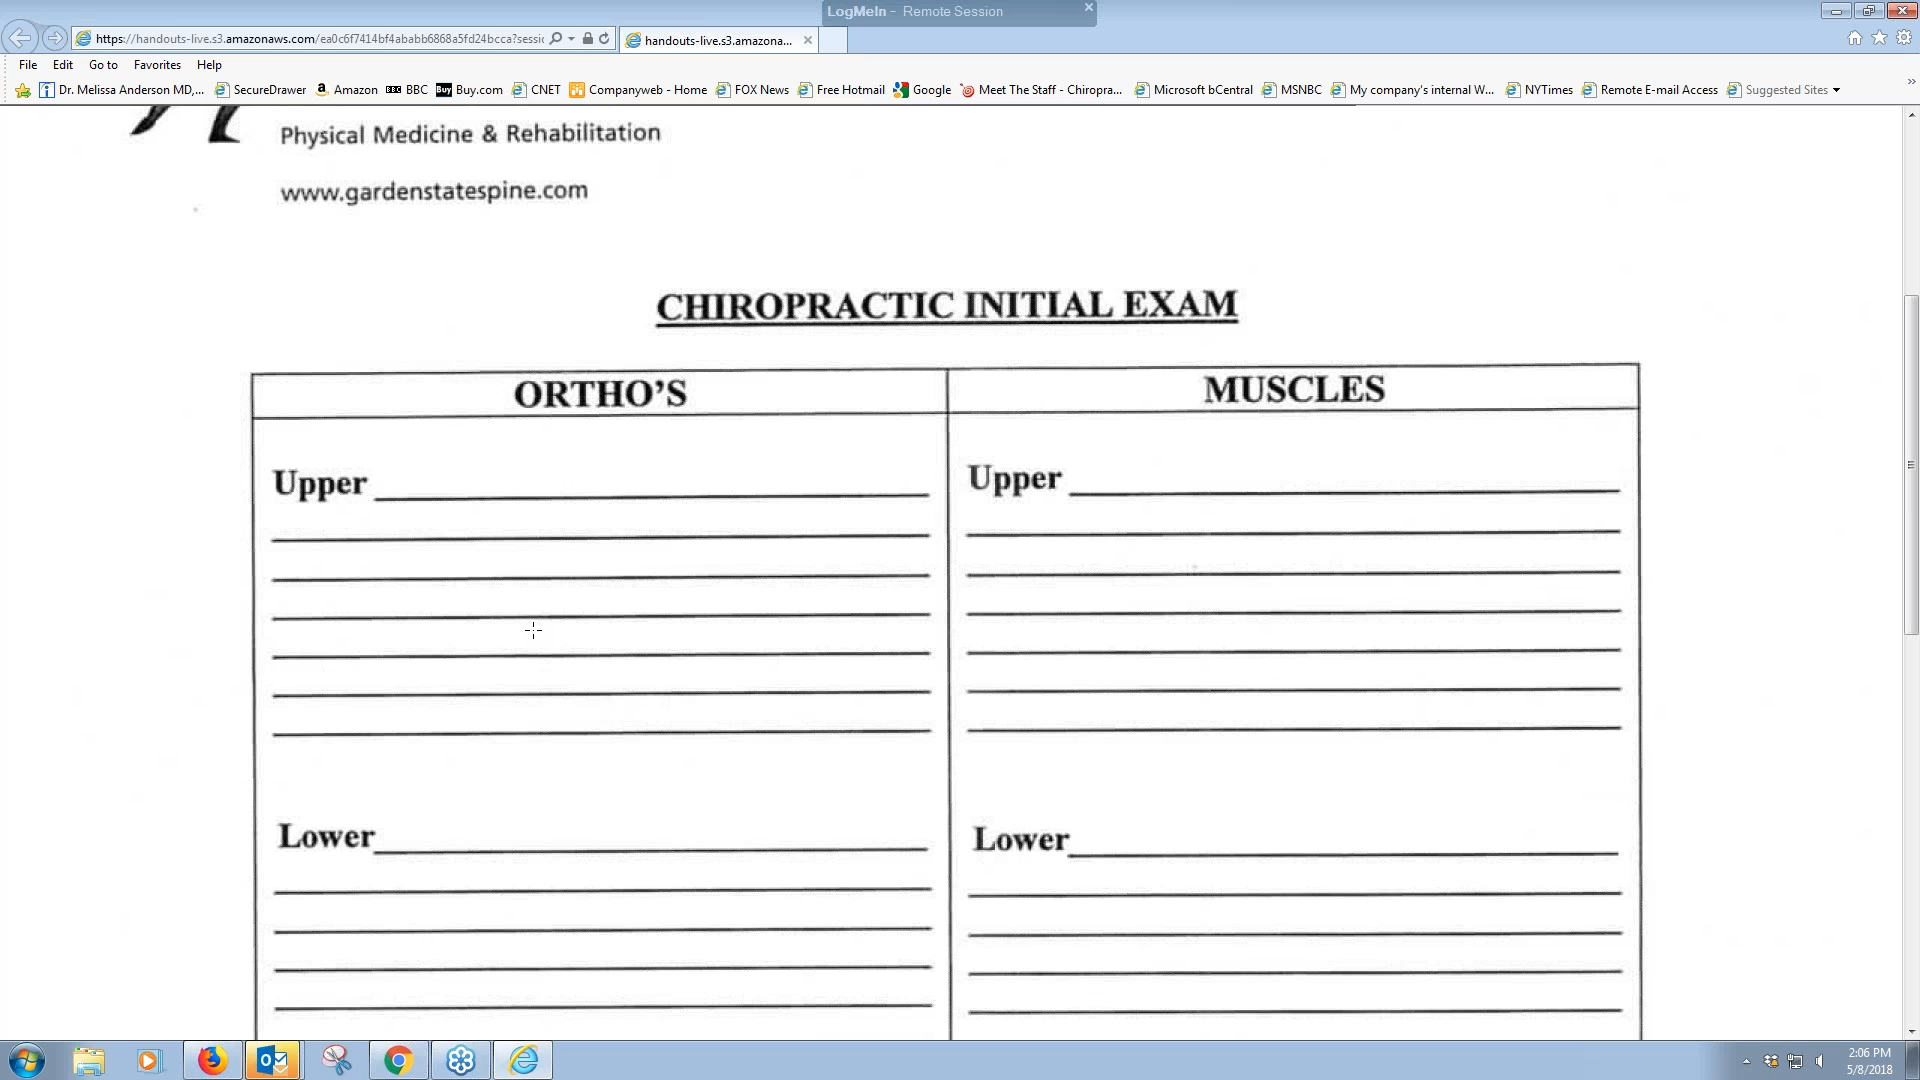 LogMeIn - Remote Session
https://handouts-live.s3.amazonaws.com/ea0c6f7414bf4ababb6868a5fd24bcca?sessi
handouts-live.s3.amazona...
File Edit Go to Favorites Help
Dr. Melissa Anderson MD,... SecureDrawer Amazon BBC BBC Buy Buy.com CNET Companyweb - Home FOX News Free Hotmail Google Meet The Staff - Chiropra... Microsoft bCentral MSNBC My company's internal W... NYTimes Remote E-mail Access Suggested Sites
Physical Medicine & Rehabilitation
www.gardenstatespine.com
CHIROPRACTIC INITIAL EXAM
ORTHO'S MUSCLES
Upper Upper
Lower Lower
2:06 PM
5/8/2018